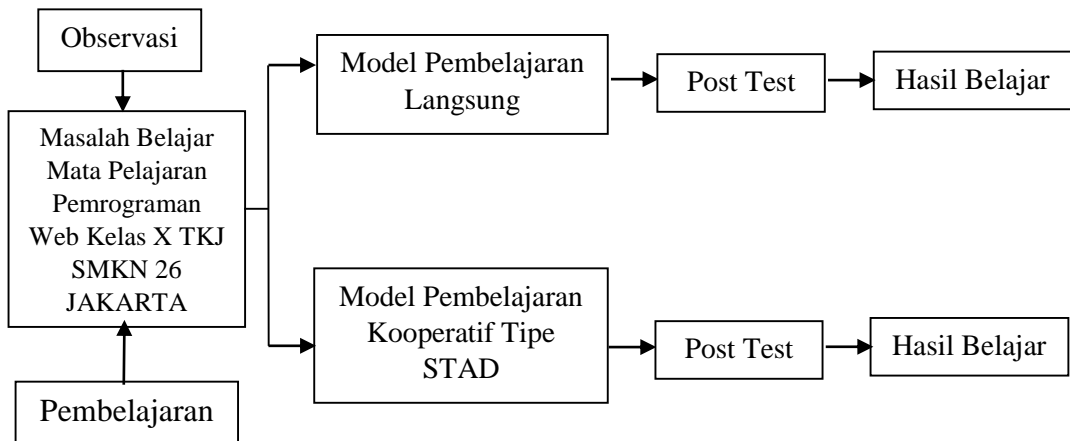 Observasi
Masalah Belajar
Mata Pelajaran
Pemrograman
Web Kelas X TKJ
SMKN 26
JAKARTA
Pembelajaran
Model Pembelajaran
Langsung
Post Test
Hasil Belajar
Model Pembelajaran
Kooperatif Tipe
STAD
Post Test
Hasil Belajar